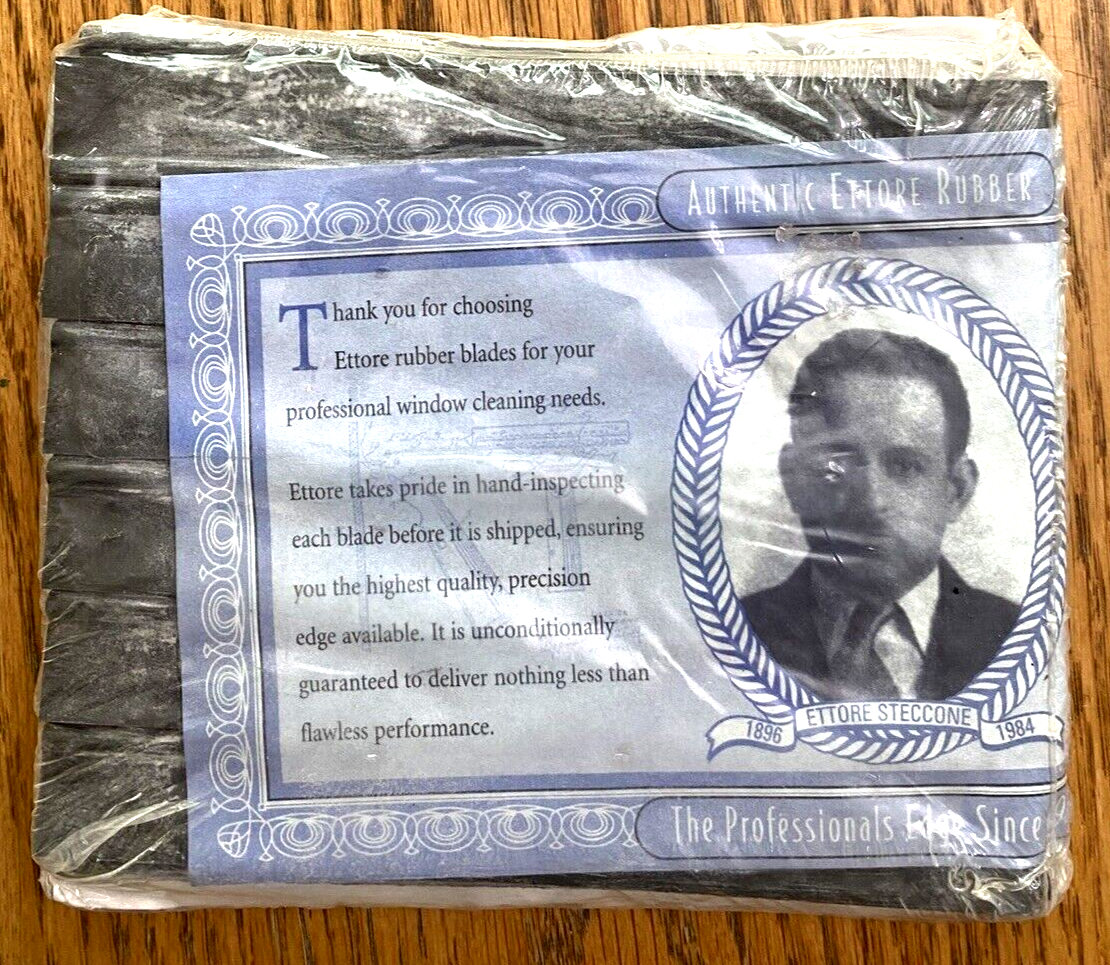 AUTHENTIC ETTORE RUBBER
Thank you for choosing
Ettore rubber blades for your
professional window cleaning needs.
Ettore takes pride in hand-inspecting
each blade before it is shipped, ensuring
you the highest quality, precision
edge available. It is unconditionally
guaranteed to deliver nothing less than
flawless performance.
1896 ETTORE STECCONE 1984
The Professionals Edge Since